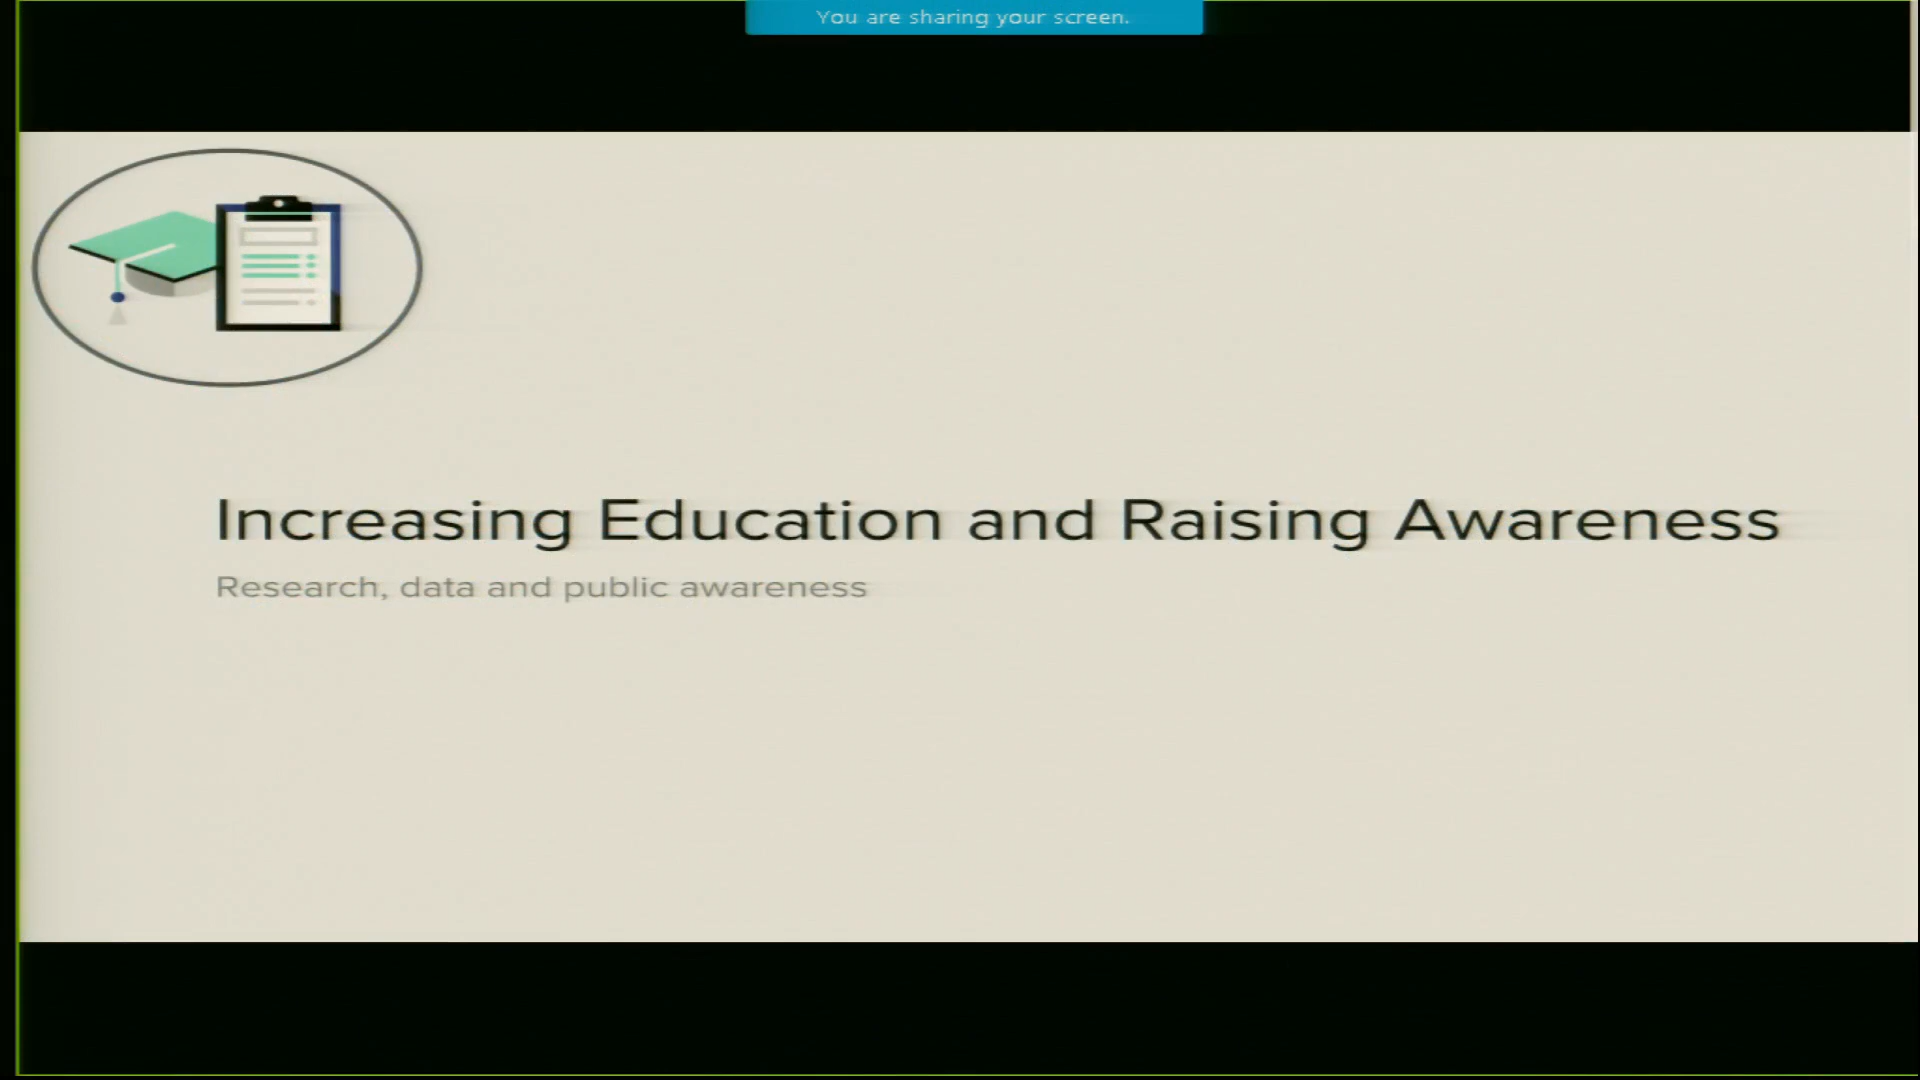 You are sharing your screen.
Increasing Education and Raising Awareness
Research, data and public awareness